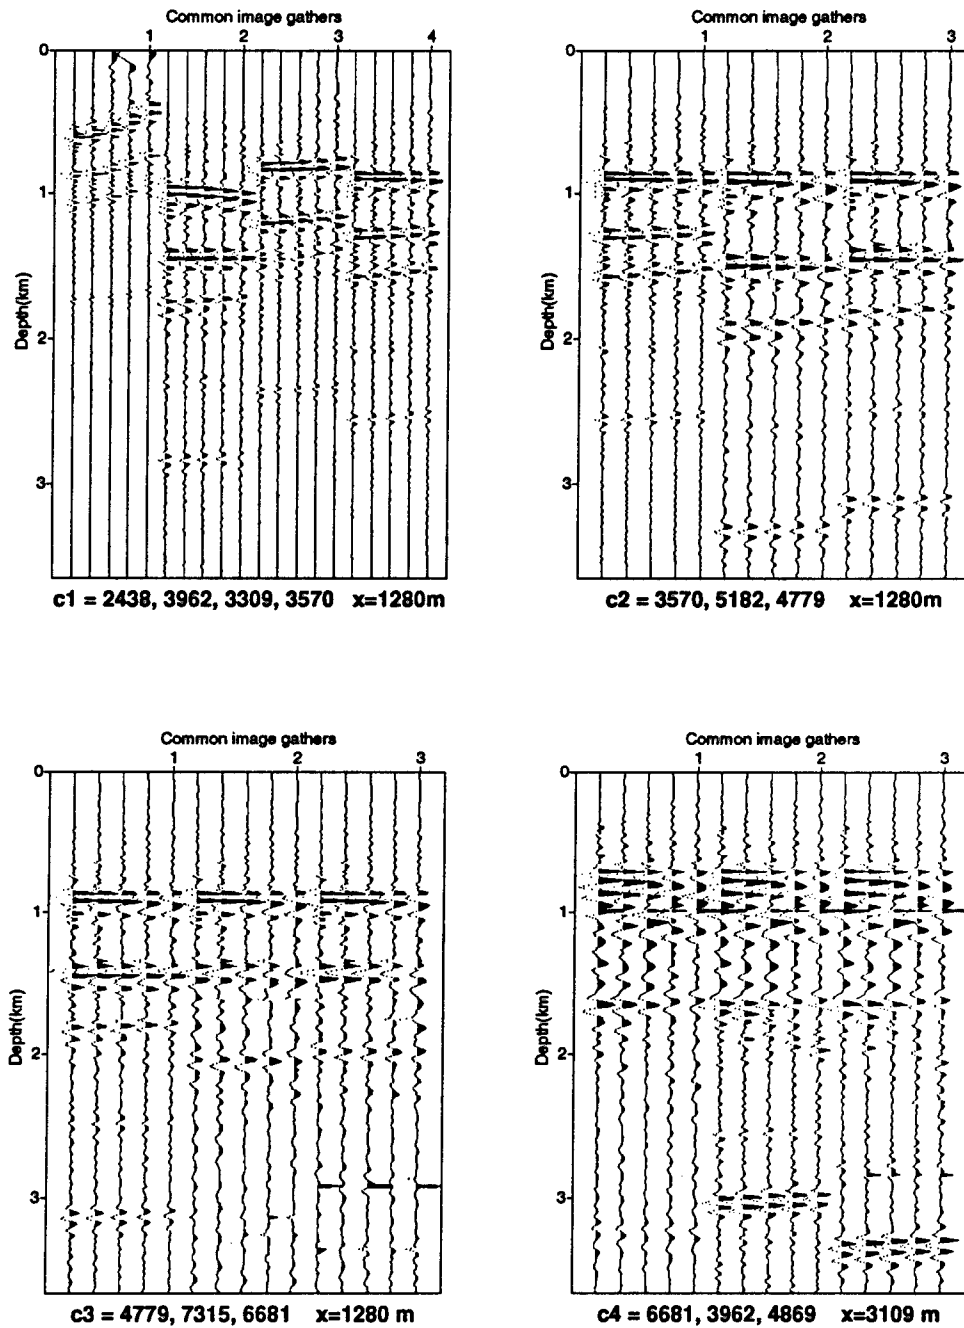 Common image gathers
1 2 3 4
0
1
2
3
Depth(km)
c1 = 2438, 3962, 3309, 3570 x=1280m
Common image gathers
1 2 3
0
1
2
3
Depth(km)
c2 = 3570, 5182, 4779 x=1280m
Common image gathers
1 2 3
0
1
2
3
Depth(km)
c3 = 4779, 7315, 6681 x=1280 m
Common image gathers
1 2 3
0
1
2
3
Depth(km)
c4 = 6681, 3962, 4869 x=3109 m